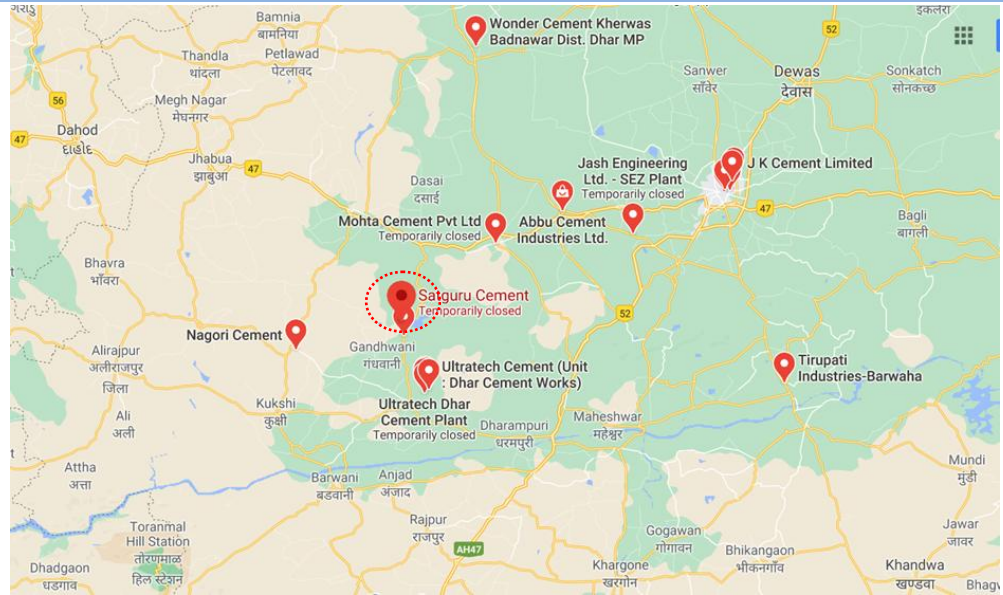 ગરાડુ
Bamnia
बामनिया
Wonder Cement Kherwas
Badnawar Dist. Dhar MP
52
इकलेरा
Thandla
थांदला
Petlawad
पेटलावद
Sanwer
साँवेर
Dewas
देवास
Sonkatch
सोनकच्छ
56
Megh Nagar
मेघनगर
47
Dahod
દાહોદ
Jhabua
झाबुआ
47
Dasai
दसाई
Jash Engineering
Ltd. - SEZ Plant
Temporarily closed
J K Cement Limited
47
Mohta Cement Pvt Ltd
Temporarily closed
Abbu Cement
Industries Ltd.
Bagli
बागली
Bhavra
भाँवरा
Satguru Cement
Temporarily closed
52
Nagori Cement
Gandhwani
गंधवानी
Alirajpur
अलीराजपुर
जिला
Ultratech Cement (Unit
: Dhar Cement Works)
Tirupati
Industries-Barwaha
Kukshi
कुक्षी
Ultratech Dhar
Cement Plant
Temporarily closed
Ali
अली
Dharampuri
धरमपुरी
Maheshwar
महेश्वर
Attha
अत्ता
Barwani
बडवानी
Anjad
अंजाद
Mundi
मुंडी
Toranmal
Hill Station
तोरणमाळ
हिल स्टेशन
Rajpur
राजपुर
AH47
Gogawan
गोगावन
Bhikangaon
भीकनगाँव
Jawar
जावर
Dhadgaon
धडगाव
Khargone
खरगोन
Khandwa
खण्डवा
Bhagw